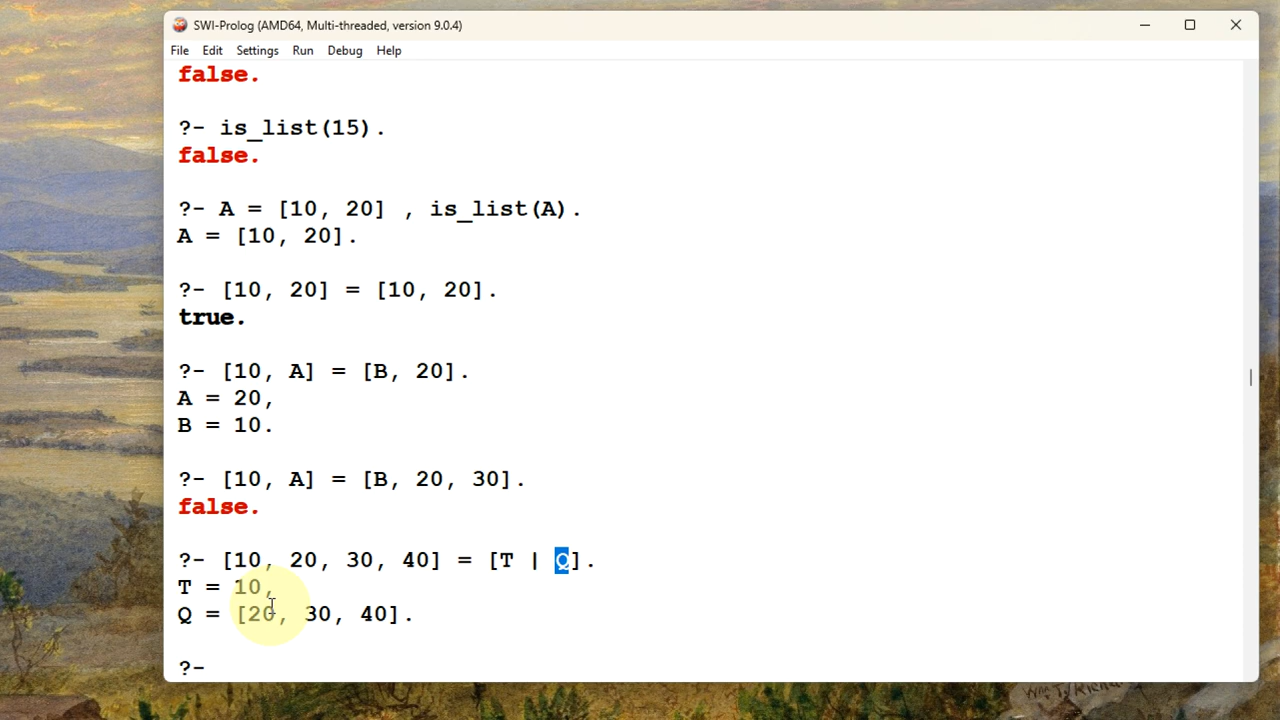 SWI-Prolog (AMD64, Multi-threaded, version 9.0.4)
File Edit Settings Run Debug Help
false.
?- is_list(15).
false.
?- A = [10, 20] , is_list(A).
A = [10, 20].
?- [10, 20] = [10, 20].
true.
?- [10, A] = [B, 20].
A = 20,
B = 10.
?- [10, A] = [B, 20, 30].
false.
?- [10, 20, 30, 40] = [T | Q].
T = 10,
Q = [20, 30, 40].
?-